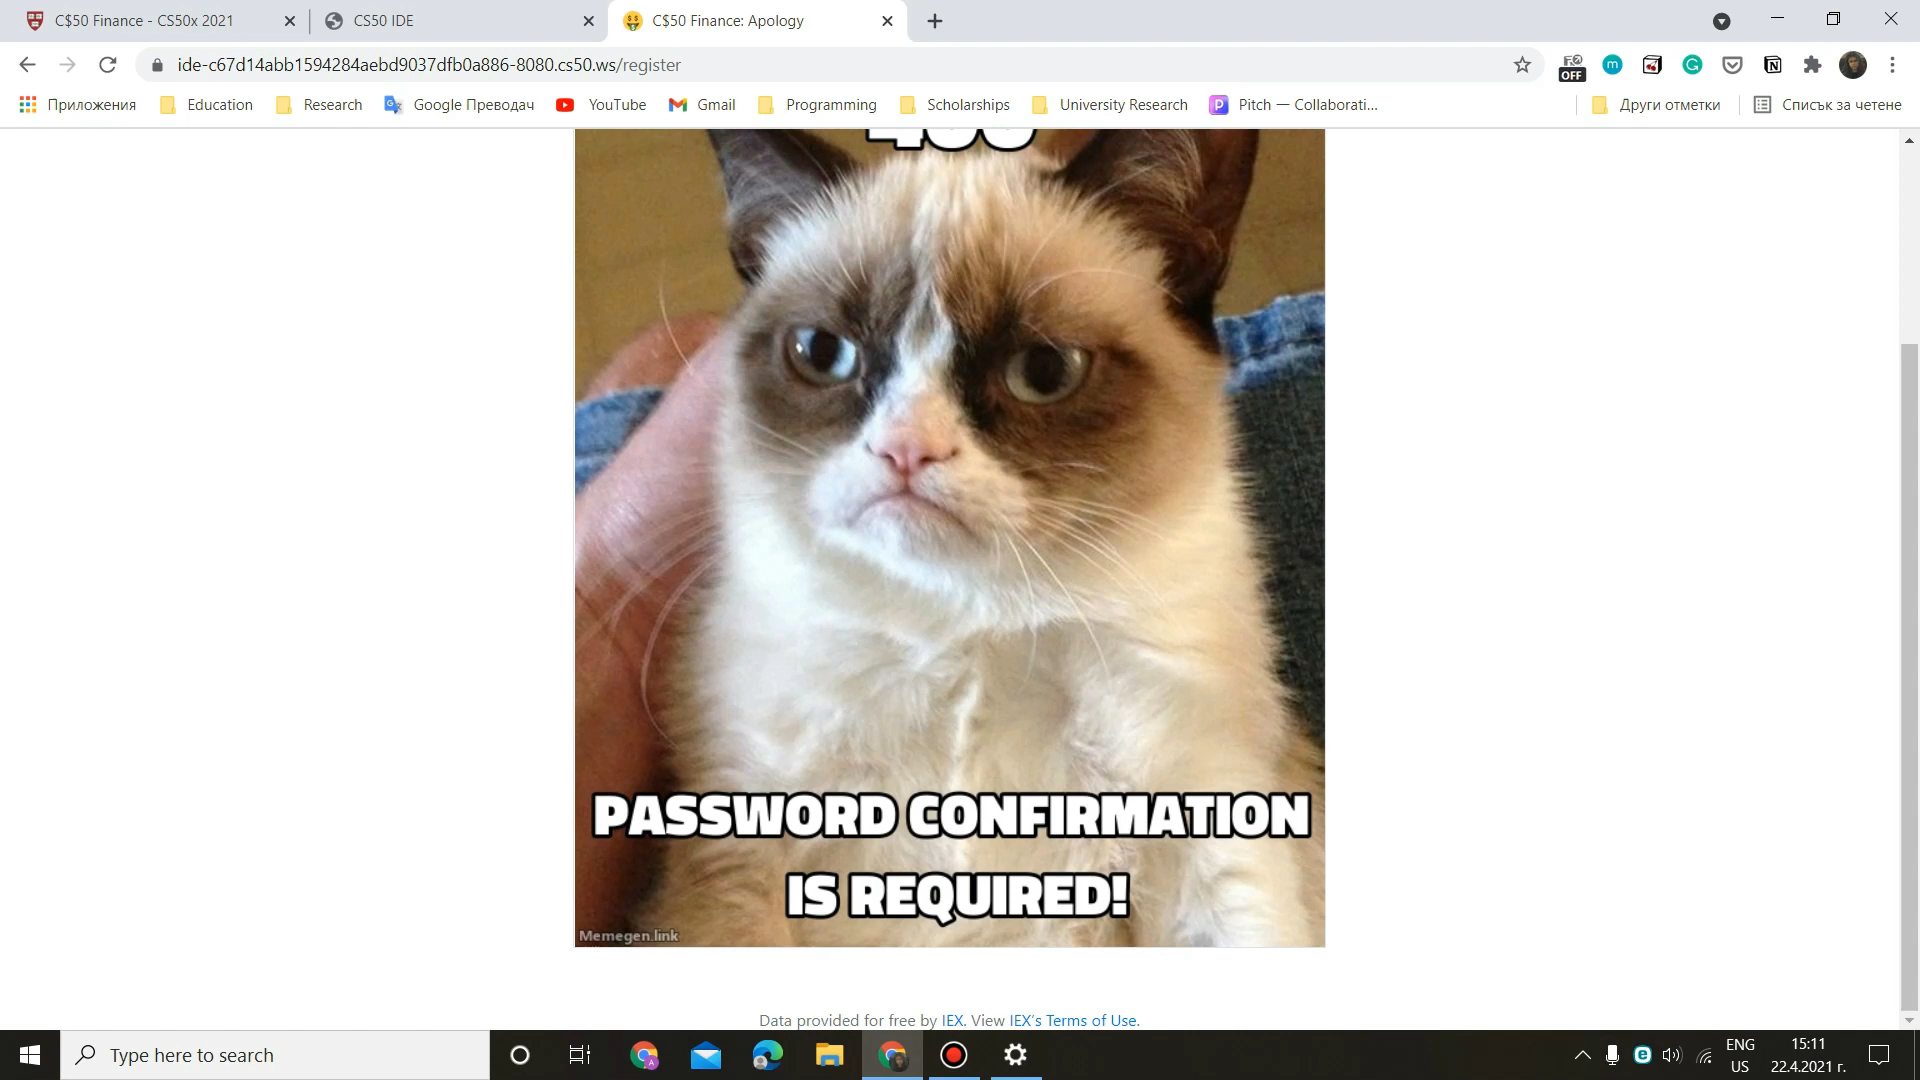 C$50 Finance - CS50x 2021
CS50 IDE
C$50 Finance: Apology
ide-c67d14abb1594284aebd9037dfb0a886-8080.cs50.ws/register
OFF
Приложения
Education
Research
Google Преводач
YouTube
Gmail
Programming
Scholarships
University Research
Pitch — Collaborati...
Други отметки
Списък за четене
PASSWORD CONFIRMATION
IS REQUIRED!
Memegen.link
Data provided for free by IEX. View IEX's Terms of Use.
Type here to search
ENG
US
15:11
22.4.2021 г.